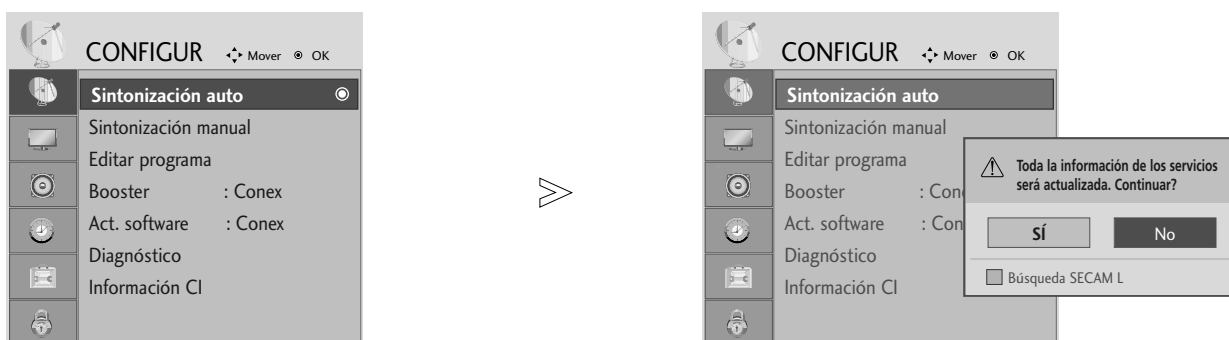 CONFIGUR Mover OK
Sintonización auto
Sintonización manual
Editar programa
Booster : Conex
Act. software : Conex
Diagnóstico
Información CI
CONFIGUR Mover OK
Sintonización auto
Sintonización manual
Editar programa
Booster : Con
Act. software : Con
Diagnóstico
Información CI
Toda la información de los servicios
será actualizada. Continuar?
SÍ No
Búsqueda SECAM L